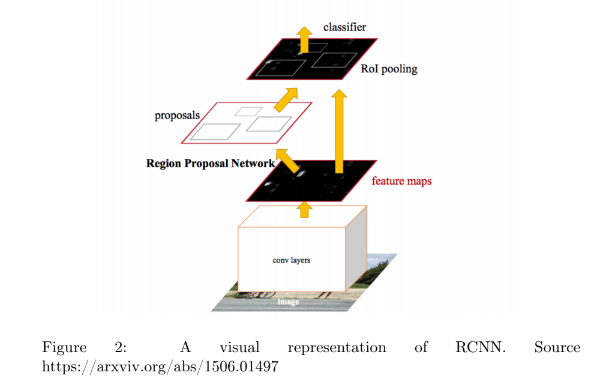 classifier
RoI pooling
proposals
Region Proposal Network
feature maps
conv layers
image
Figure 2: A visual representation of RCNN. Source
https://arxviv.org/abs/1506.01497